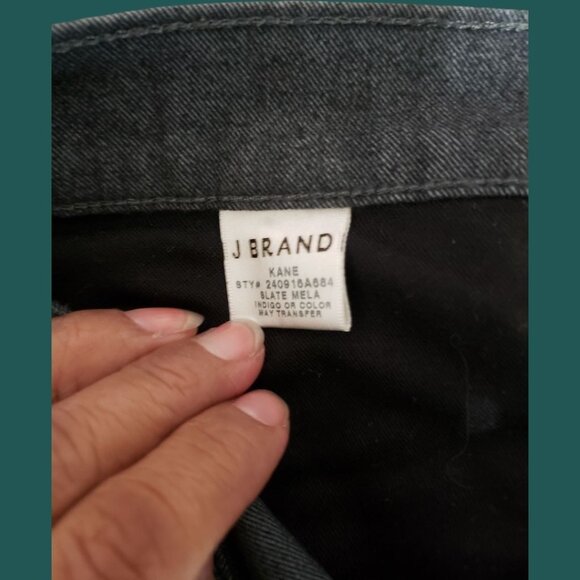 J BRAND
KANE
STY# 240916A684
SLATE MELA
INDIGO OR COLOR
MAY TRANSFER